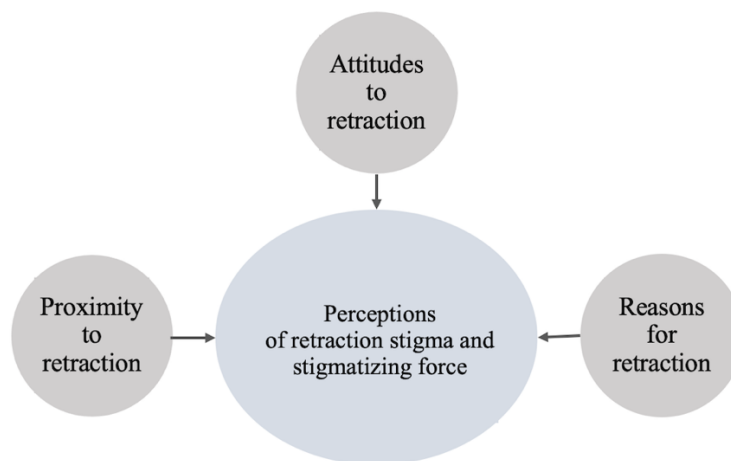 Attitudes
to
retraction
Proximity
to
retraction
Perceptions
of retraction stigma and
stigmatizing force
Reasons
for
retraction